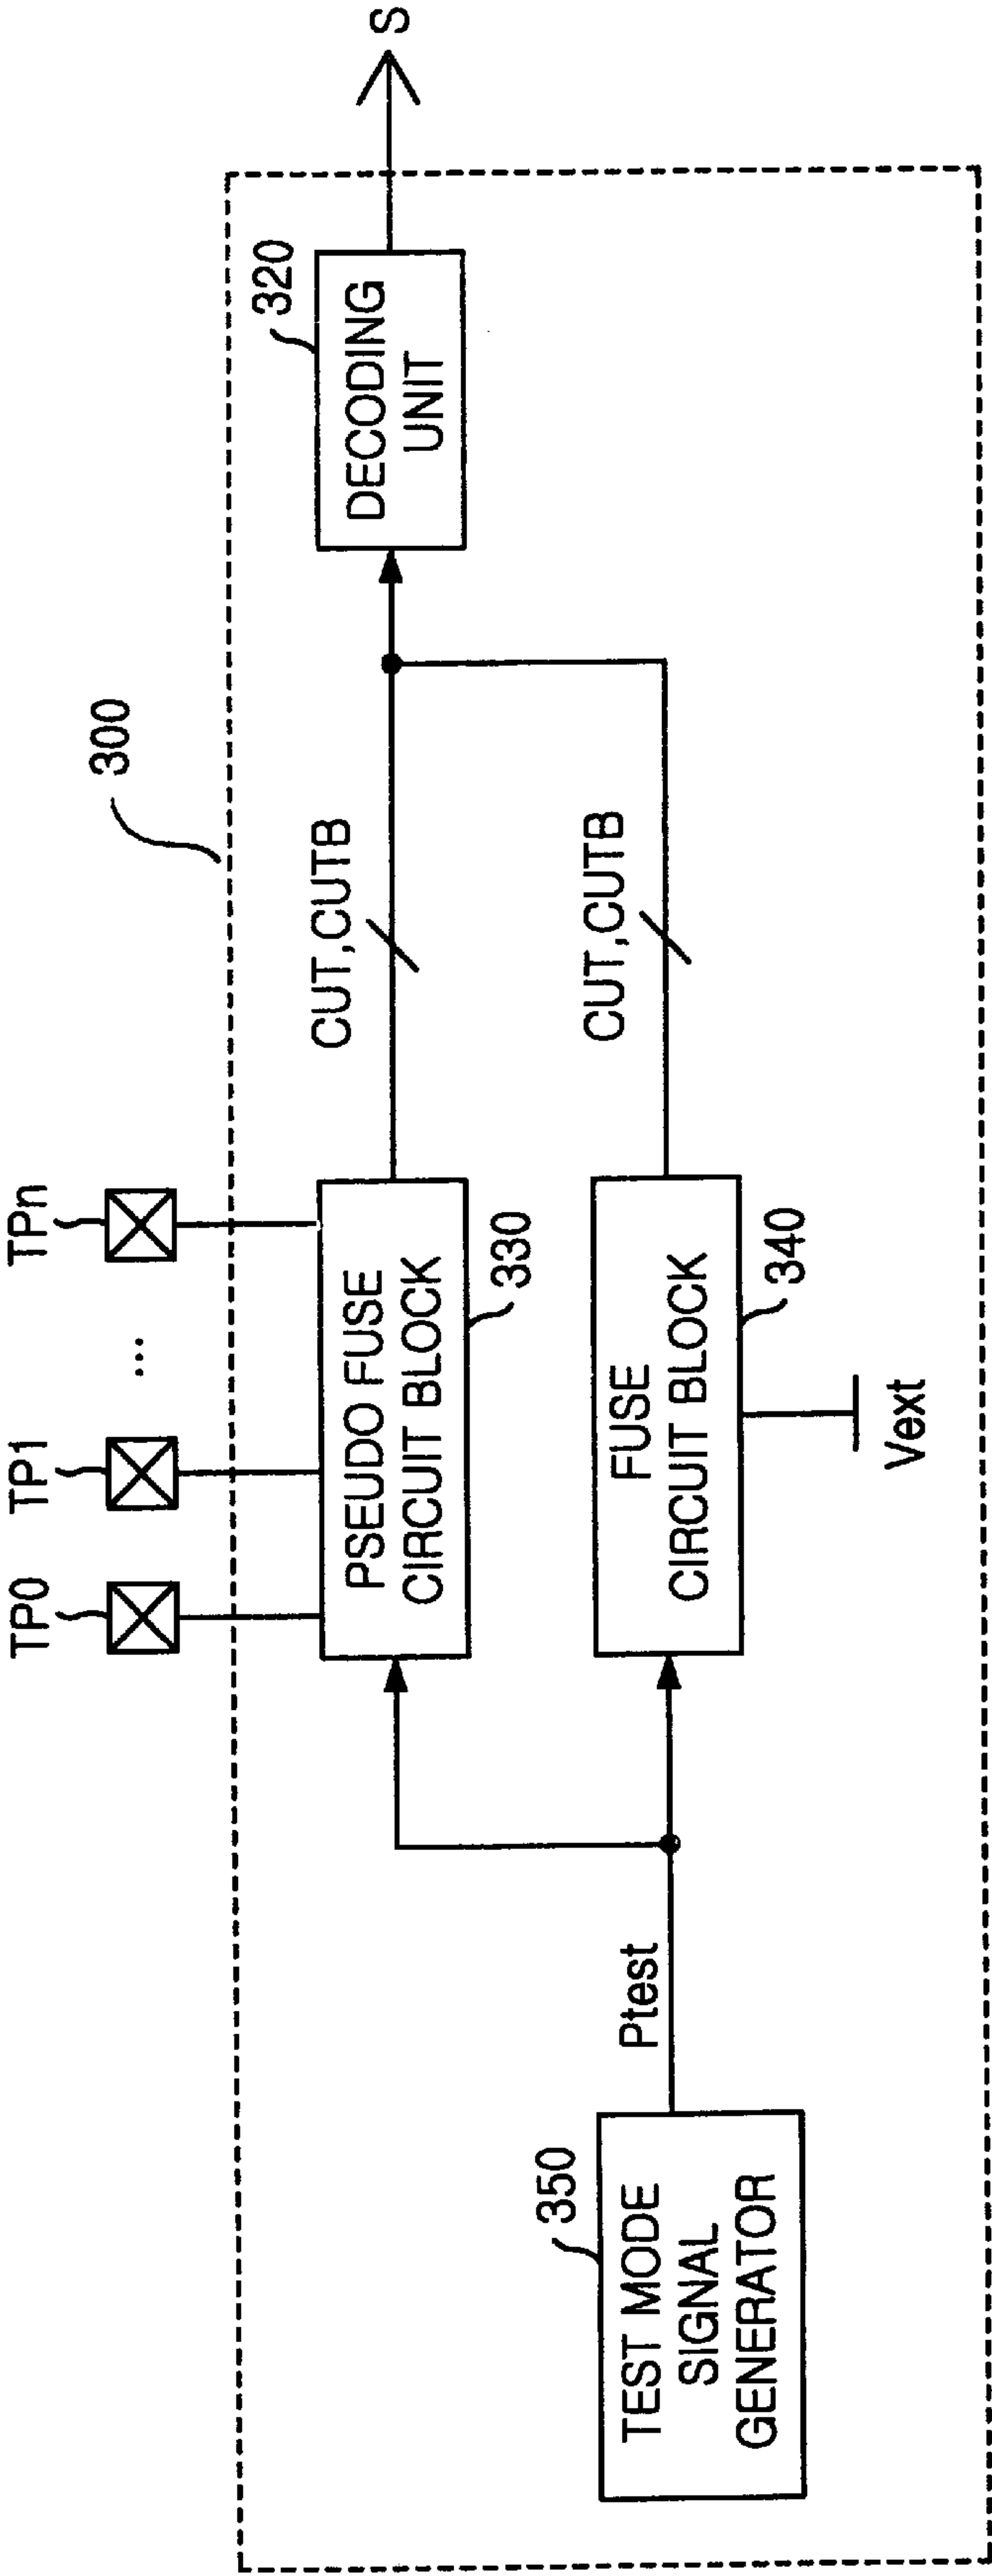 TP0
TP1
...
TPn
300
PSEUDO FUSE
CIRCUIT BLOCK
330
CUT,CUTB
320
DECODING
UNIT
S
350
TEST MODE
SIGNAL
GENERATOR
Ptest
FUSE
CIRCUIT BLOCK
340
Vext
CUT,CUTB